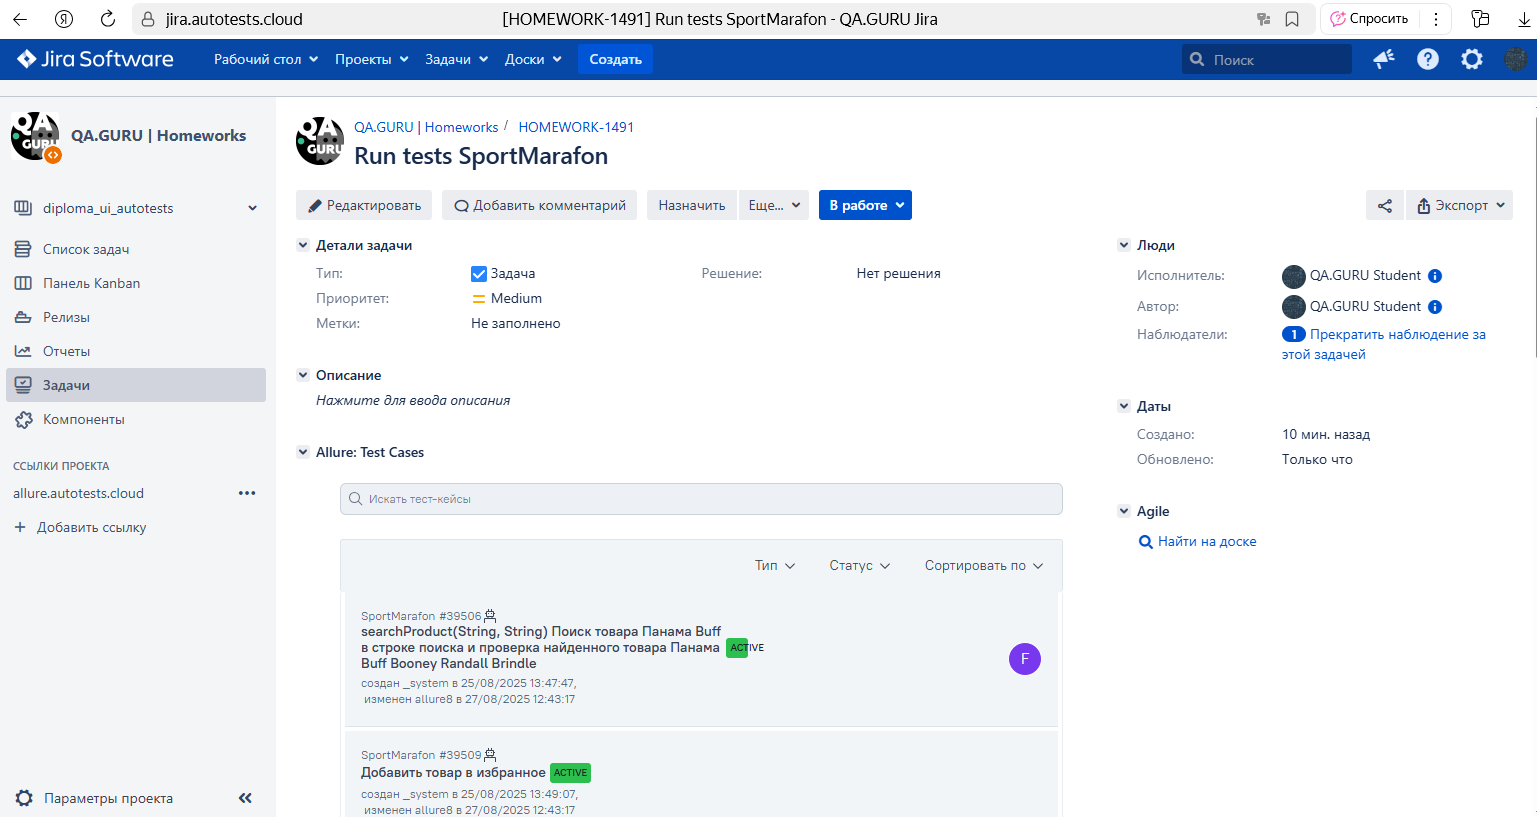 jira.autotests.cloud
[HOMEWORK-1491] Run tests SportMarafon - QA.GURU Jira
Спросить
Jira Software
Рабочий стол
Проекты
Задачи
Доски
Создать
Поиск
QA.GURU | Homeworks
diploma_ui_autotests
Список задач
Панель Kanban
Релизы
Отчеты
Задачи
Компоненты
ССЫЛКИ ПРОЕКТА
allure.autotests.cloud
Добавить ссылку
Параметры проекта
QA.GURU | Homeworks / HOMEWORK-1491
Run tests SportMarafon
Редактировать
Добавить комментарий
Назначить
Еще...
В работе
Экспорт
Детали задачи
Тип: Задача
Решение: Нет решения
Приоритет: Medium
Метки: Не заполнено
Описание
Нажмите для ввода описания
Allure: Test Cases
Искать тест-кейсы
Тип
Статус
Сортировать по
SportMarafon #39506
searchProduct(String, String) Поиск товара Панама Buff
в строке поиска и проверка найденного товара Панама
Buff Booney Randall Brindle
ACTIVE
F
создан _system в 25/08/2025 13:47:47,
изменен allure8 в 27/08/2025 12:43:17
SportMarafon #39509
Добавить товар в избранное ACTIVE
создан _system в 25/08/2025 13:49:07,
изменен allure8 в 27/08/2025 12:43:17
Люди
Исполнитель: QA.GURU Student
Автор: QA.GURU Student
Наблюдатели: 1 Прекратить наблюдение за
этой задачей
Даты
Создано: 10 мин. назад
Обновлено: Только что
Agile
Найти на доске